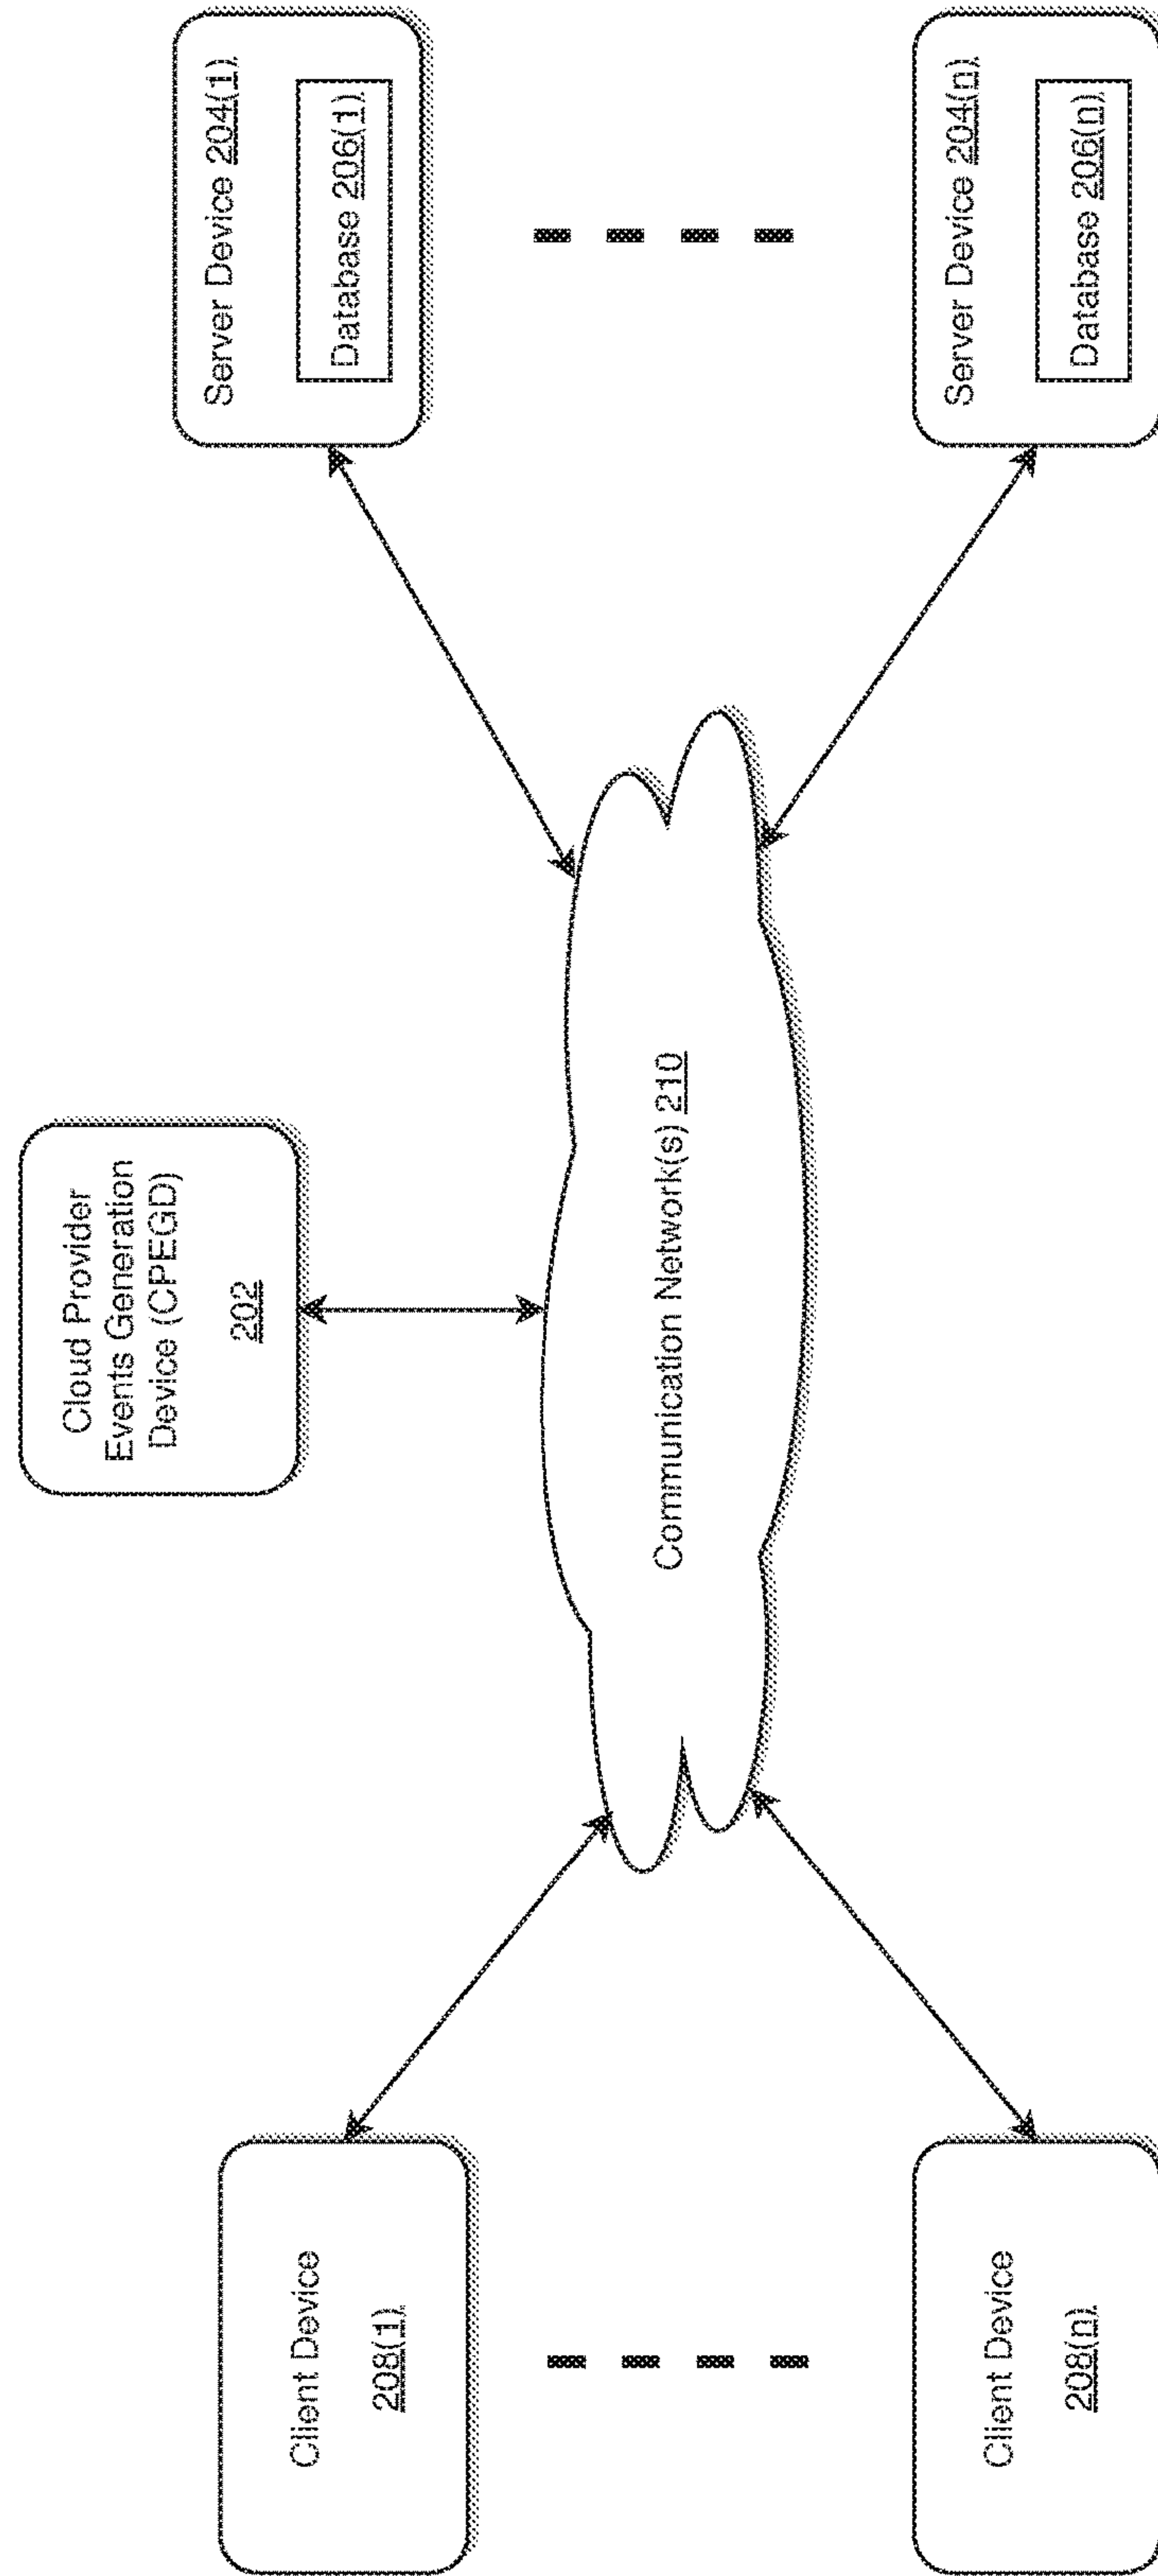 Cloud Provider
Events Generation
Device (CPEGD)
202
Client Device
208(1)
Server Device 204(1)
Database 206(1)
Communication Network(s) 210
Client Device
208(n)
Server Device 204(n)
Database 206(n)